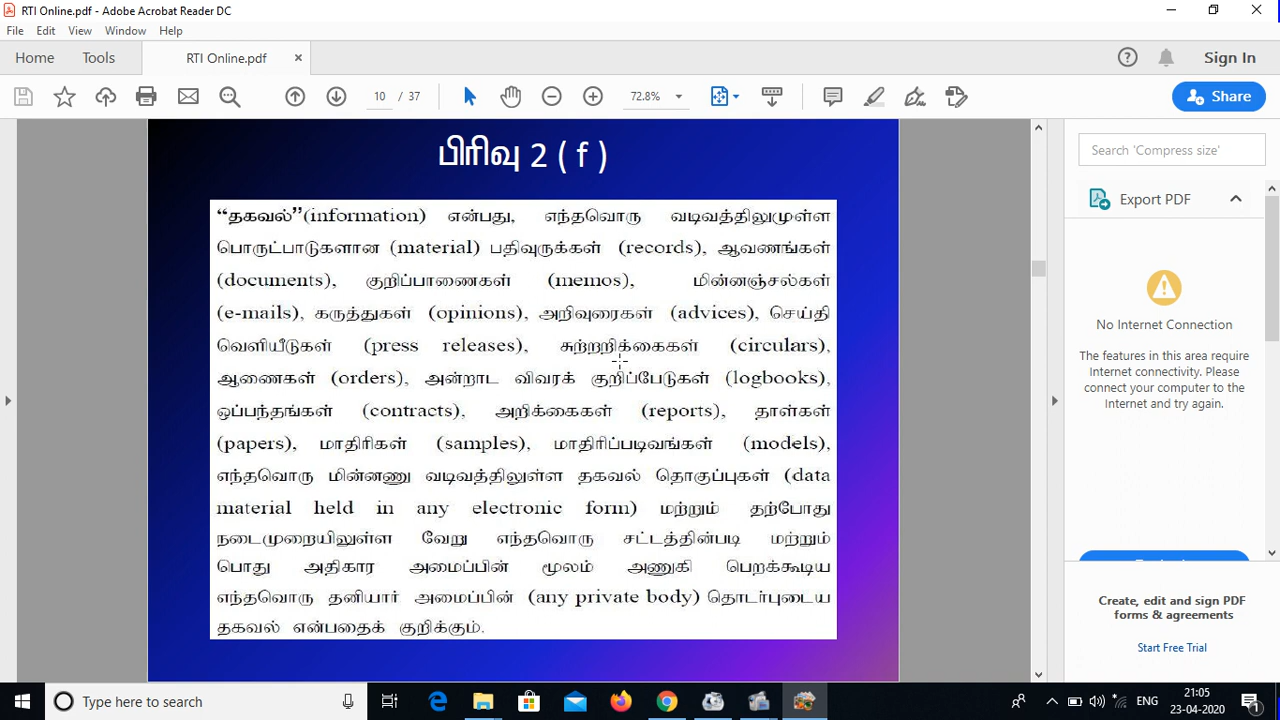 RTI Online.pdf - Adobe Acrobat Reader DC
File Edit View Window Help
Home Tools RTI Online.pdf × Sign In
10 / 37 72.8% Share
பிரிவு 2 ( f )
“தகவல்”(information) என்பது, எந்தவொரு வடிவத்திலுமுள்ள
பொருட்பாடுகளான (material) பதிவுருக்கள் (records), ஆவணங்கள்
(documents), குறிப்பாணைகள் (memos), மின்னஞ்சல்கள்
(e-mails), கருத்துகள் (opinions), அறிவுரைகள் (advices), செய்தி
வெளியீடுகள் (press releases), சுற்றறிக்கைகள் (circulars),
ஆணைகள் (orders), அன்றாட விவரக் குறிப்பேடுகள் (logbooks),
ஒப்பந்தங்கள் (contracts), அறிக்கைகள் (reports), தாள்கள்
(papers), மாதிரிகள் (samples), மாதிரிப்படிவங்கள் (models),
எந்தவொரு மின்னணு வடிவத்திலுள்ள தகவல் தொகுப்புகள் (data
material held in any electronic form) மற்றும் தற்போது
நடைமுறையிலுள்ள வேறு எந்தவொரு சட்டத்தின்படி மற்றும்
பொது அதிகார அமைப்பின் மூலம் அணுகி பெறக்கூடிய
எந்தவொரு தனியார் அமைப்பின் (any private body) தொடர்புடைய
தகவல் என்பதைக் குறிக்கும்.
Search 'Compress size'
Export PDF
No Internet Connection
The features in this area require
Internet connectivity. Please
connect your computer to the
Internet and try again.
Create, edit and sign PDF
forms & agreements
Start Free Trial
Type here to search
ENG
21:05
23-04-2020
1